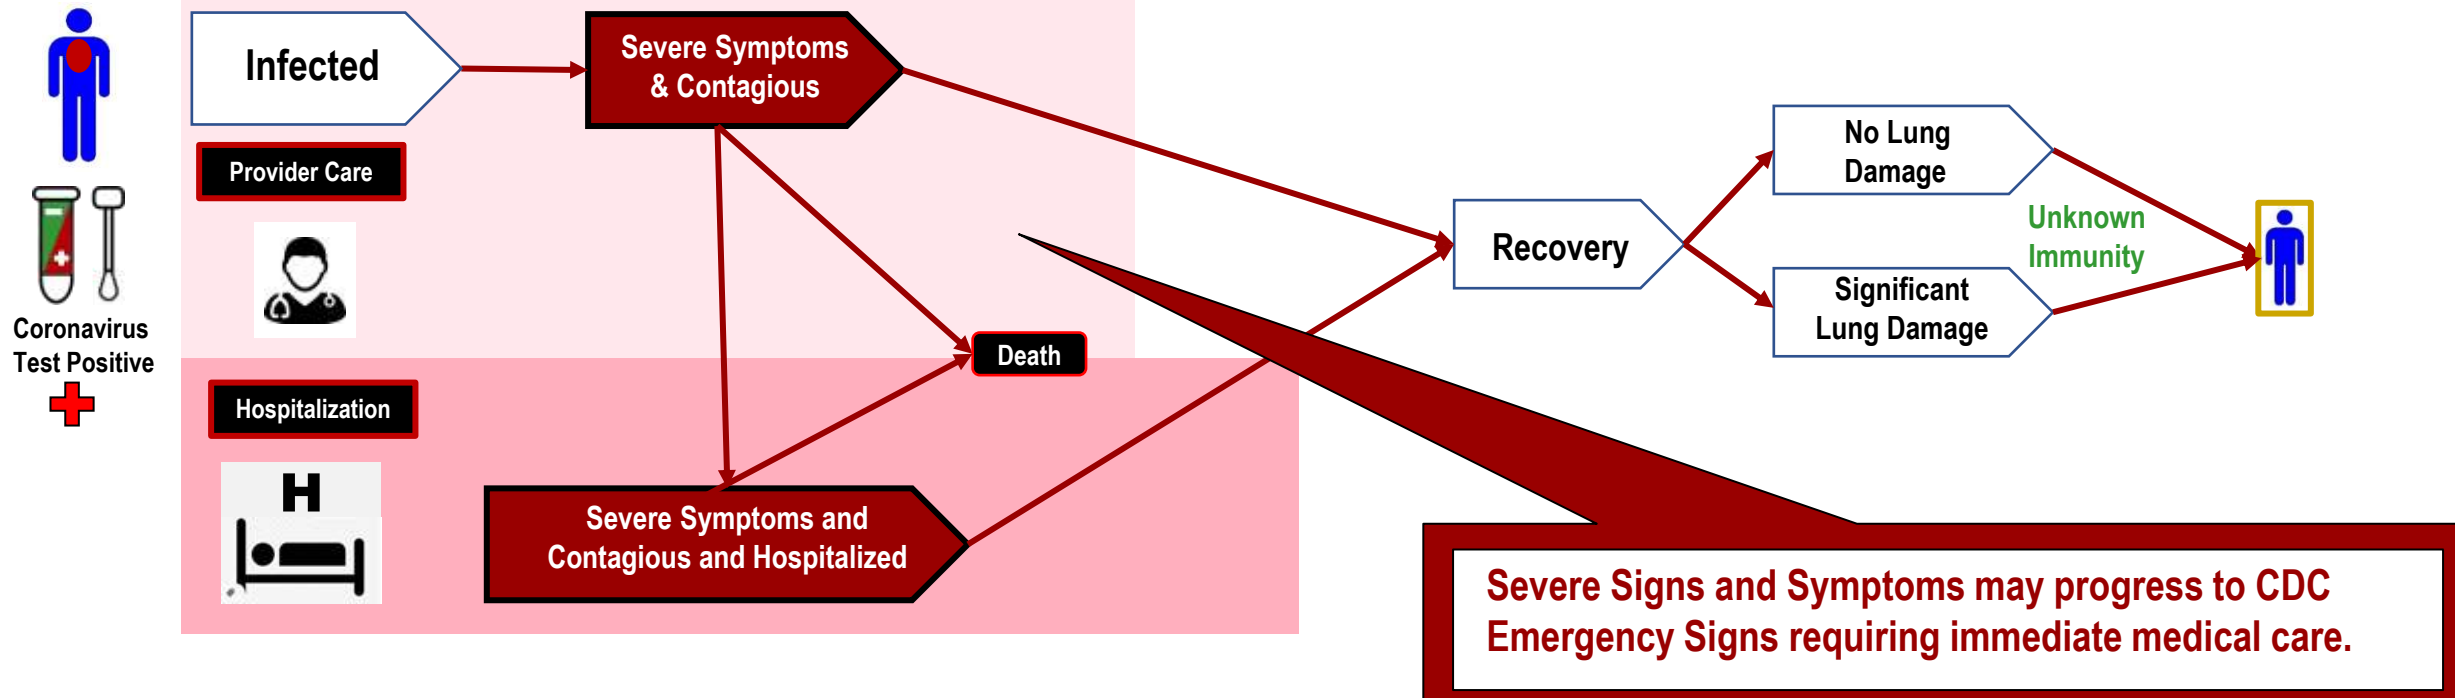 Infected
Severe Symptoms
& Contagious
Provider Care
Coronavirus
Test Positive
Hospitalization
H
Death
Severe Symptoms and
Contagious and Hospitalized
Recovery
No Lung
Damage
Unknown
Immunity
Significant
Lung Damage
Severe Signs and Symptoms may progress to CDC
Emergency Signs requiring immediate medical care.